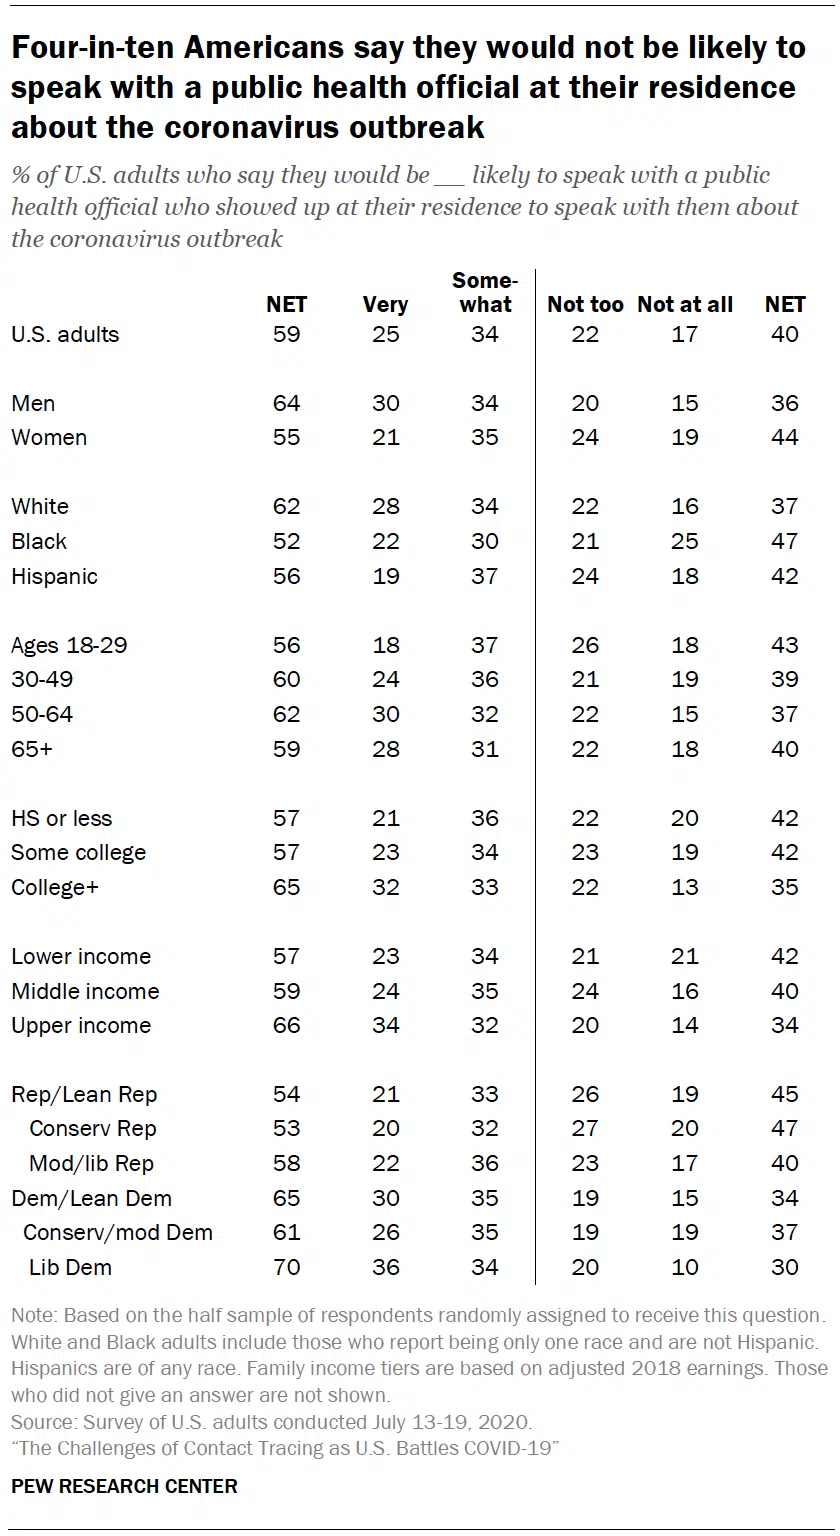 Four-in-ten Americans say they would not be likely to
speak with a public health official at their residence
about the coronavirus outbreak
% of U.S. adults who say they would be __ likely to speak with a public
health official who showed up at their residence to speak with them about
the coronavirus outbreak
NET Very Some-what Not too Not at all NET
U.S. adults 59 25 34 22 17 40
Men 64 30 34 20 15 36
Women 55 21 35 24 19 44
White 62 28 34 22 16 37
Black 52 22 30 21 25 47
Hispanic 56 19 37 24 18 42
Ages 18-29 56 18 37 26 18 43
30-49 60 24 36 21 19 39
50-64 62 30 32 22 15 37
65+ 59 28 31 22 18 40
HS or less 57 21 36 22 20 42
Some college 57 23 34 23 19 42
College+ 65 32 33 22 13 35
Lower income 57 23 34 21 21 42
Middle income 59 24 35 24 16 40
Upper income 66 34 32 20 14 34
Rep/Lean Rep 54 21 33 26 19 45
Conserv Rep 53 20 32 27 20 47
Mod/lib Rep 58 22 36 23 17 40
Dem/Lean Dem 65 30 35 19 15 34
Conserv/mod Dem 61 26 35 19 19 37
Lib Dem 70 36 34 20 10 30
Note: Based on the half sample of respondents randomly assigned to receive this question.
White and Black adults include those who report being only one race and are not Hispanic.
Hispanics are of any race. Family income tiers are based on adjusted 2018 earnings. Those
who did not give an answer are not shown.
Source: Survey of U.S. adults conducted July 13-19, 2020.
“The Challenges of Contact Tracing as U.S. Battles COVID-19”
PEW RESEARCH CENTER